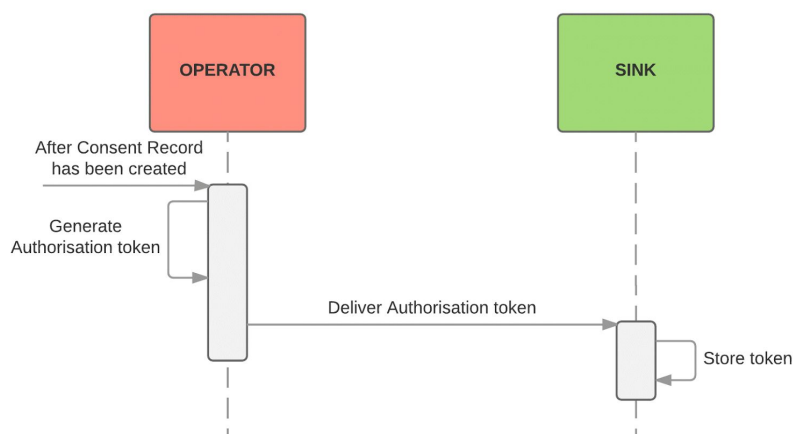 OPERATOR
SINK
After Consent Record
has been created
Generate
Authorisation token
Deliver Authorisation token
Store token